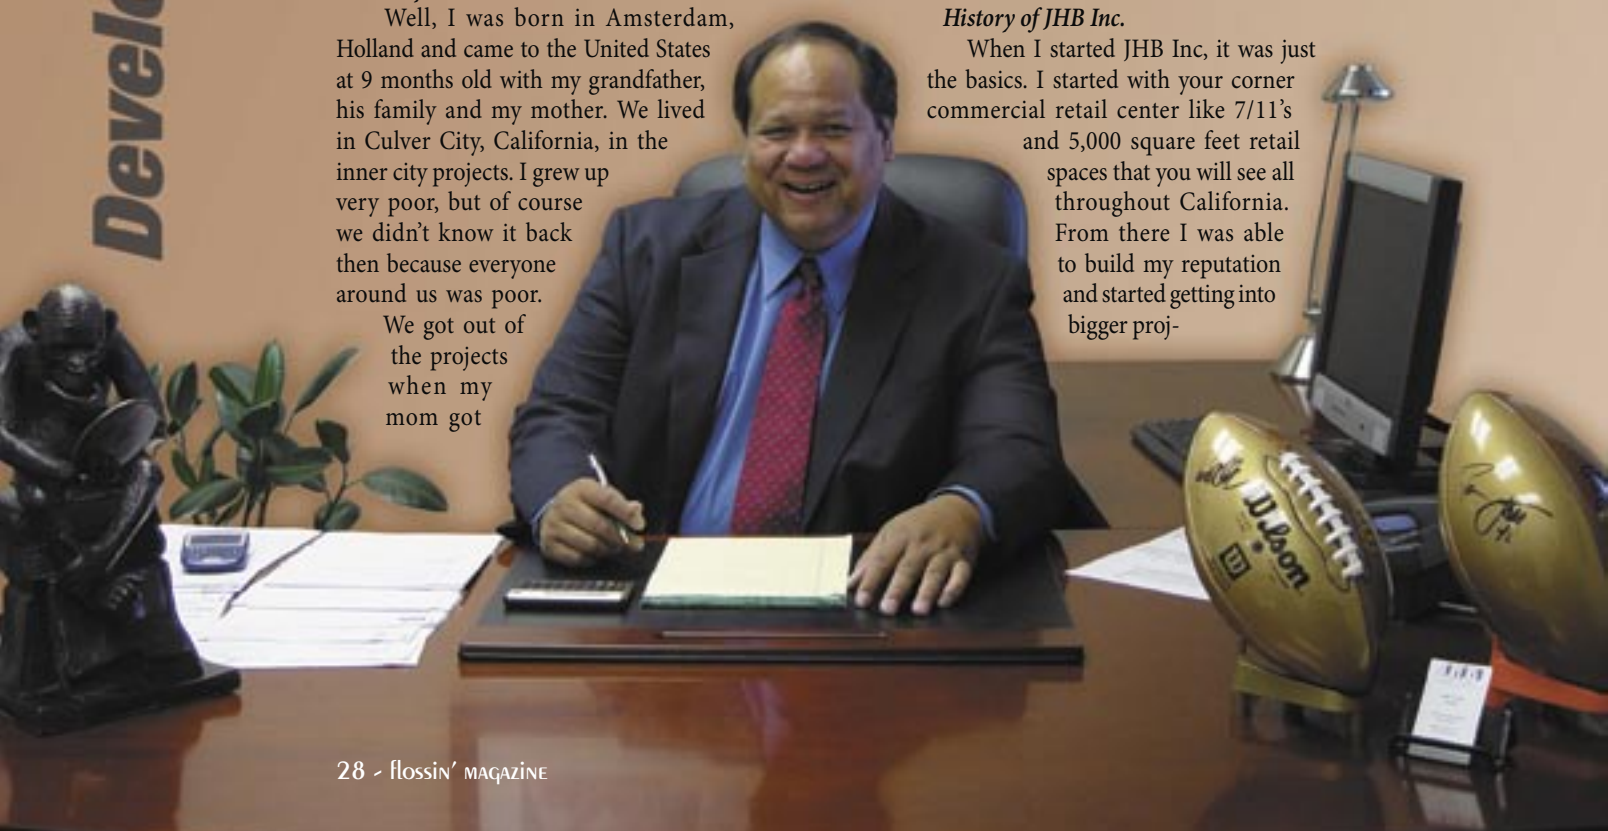 Develo
Well, I was born in Amsterdam,
Holland and came to the United States
at 9 months old with my grandfather,
his family and my mother. We lived
in Culver City, California, in the
inner city projects. I grew up
very poor, but of course
we didn't know it back
then because everyone
around us was poor.
We got out of
the projects
when my
mom got
History of JHB Inc.
When I started JHB Inc, it was just
the basics. I started with your corner
commercial retail center like 7/11's
and 5,000 square feet retail
spaces that you will see all
throughout California.
From there I was able
to build my reputation
and started getting into
bigger proj-
Wilson
W
28 - flossin' MAGAZINE